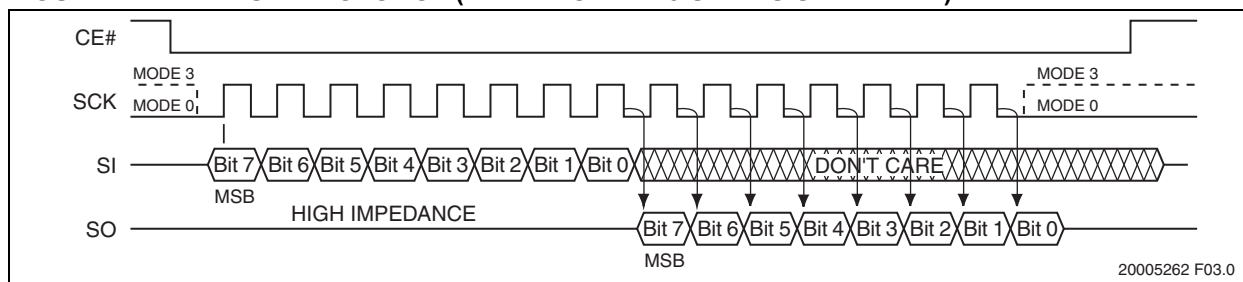 CE#
MODE 3 MODE 3
SCK MODE 0 MODE 0
SI Bit 7 Bit 6 Bit 5 Bit 4 Bit 3 Bit 2 Bit 1 Bit 0 DON'T CARE
MSB
HIGH IMPEDANCE
SO Bit 7 Bit 6 Bit 5 Bit 4 Bit 3 Bit 2 Bit 1 Bit 0
MSB
20005262 F03.0